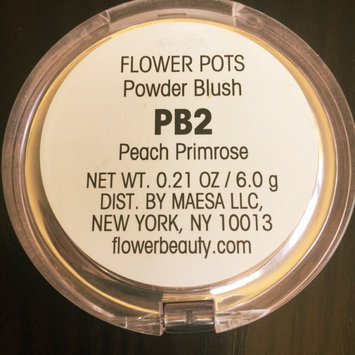 FLOWER POTS
Powder Blush
PB2
Peach Primrose
NET WT. 0.21 OZ / 6.0 g
DIST. BY MAESA LLC,
NEW YORK, NY 10013
flowerbeauty.com